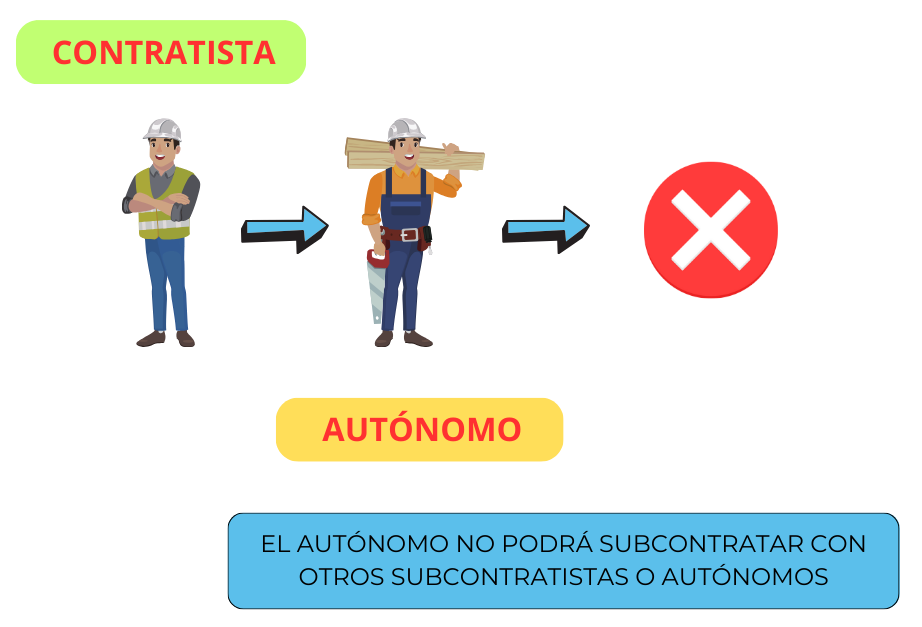 CONTRATISTA
AUTÓNOMO
EL AUTÓNOMO NO PODRÁ SUBCONTRATAR CON
OTROS SUBCONTRATISTAS O AUTÓNOMOS